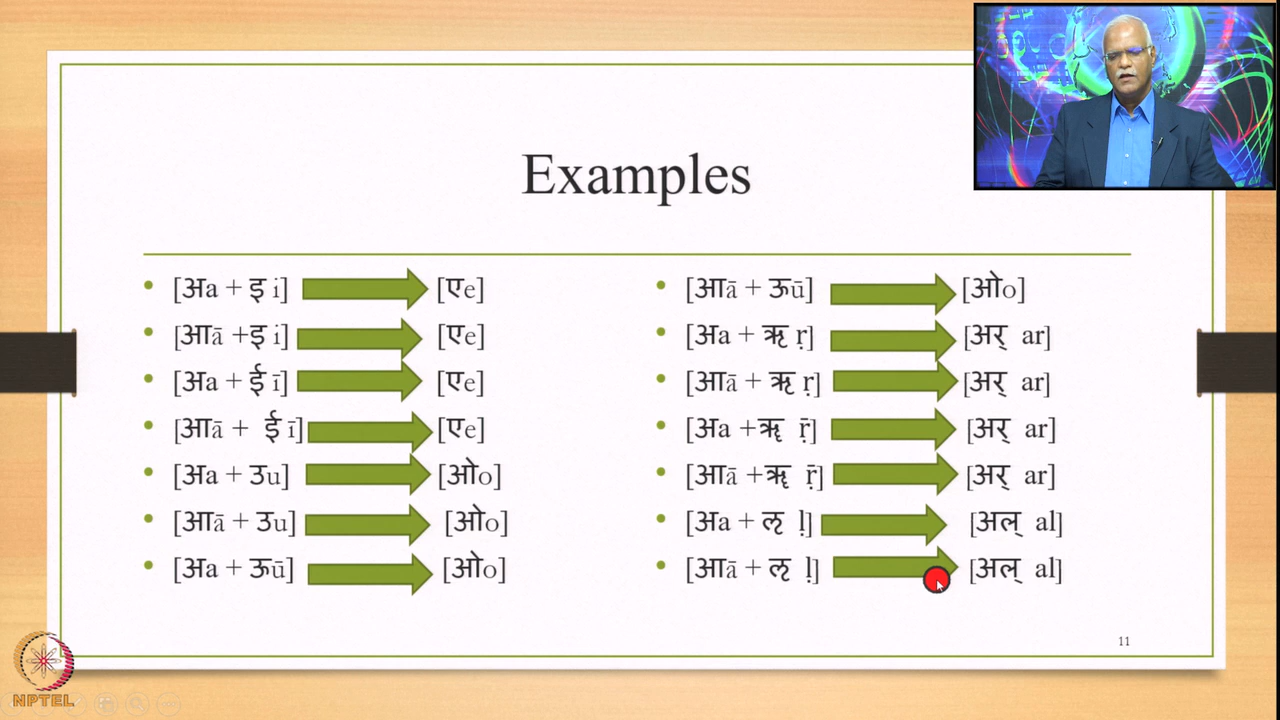 Examples
[अa + इ i] [एe]
[आā +इ i] [एe]
[अa + ई ī] [एe]
[आā + ई ī] [एe]
[अa + उu] [ओo]
[आā + उu] [ओo]
[अa + ऊū] [ओo]
[आā + ऊū] [ओo]
[अa + ऋ ṛ] [अर् ar]
[आā + ऋ ṛ] [अर् ar]
[अa +ॠ ṝ] [अर् ar]
[आā +ॠ ṝ] [अर् ar]
[अa + ऌ ḷ] [अल् al]
[आā + ऌ ḷ] [अल् al]
11
NPTEL